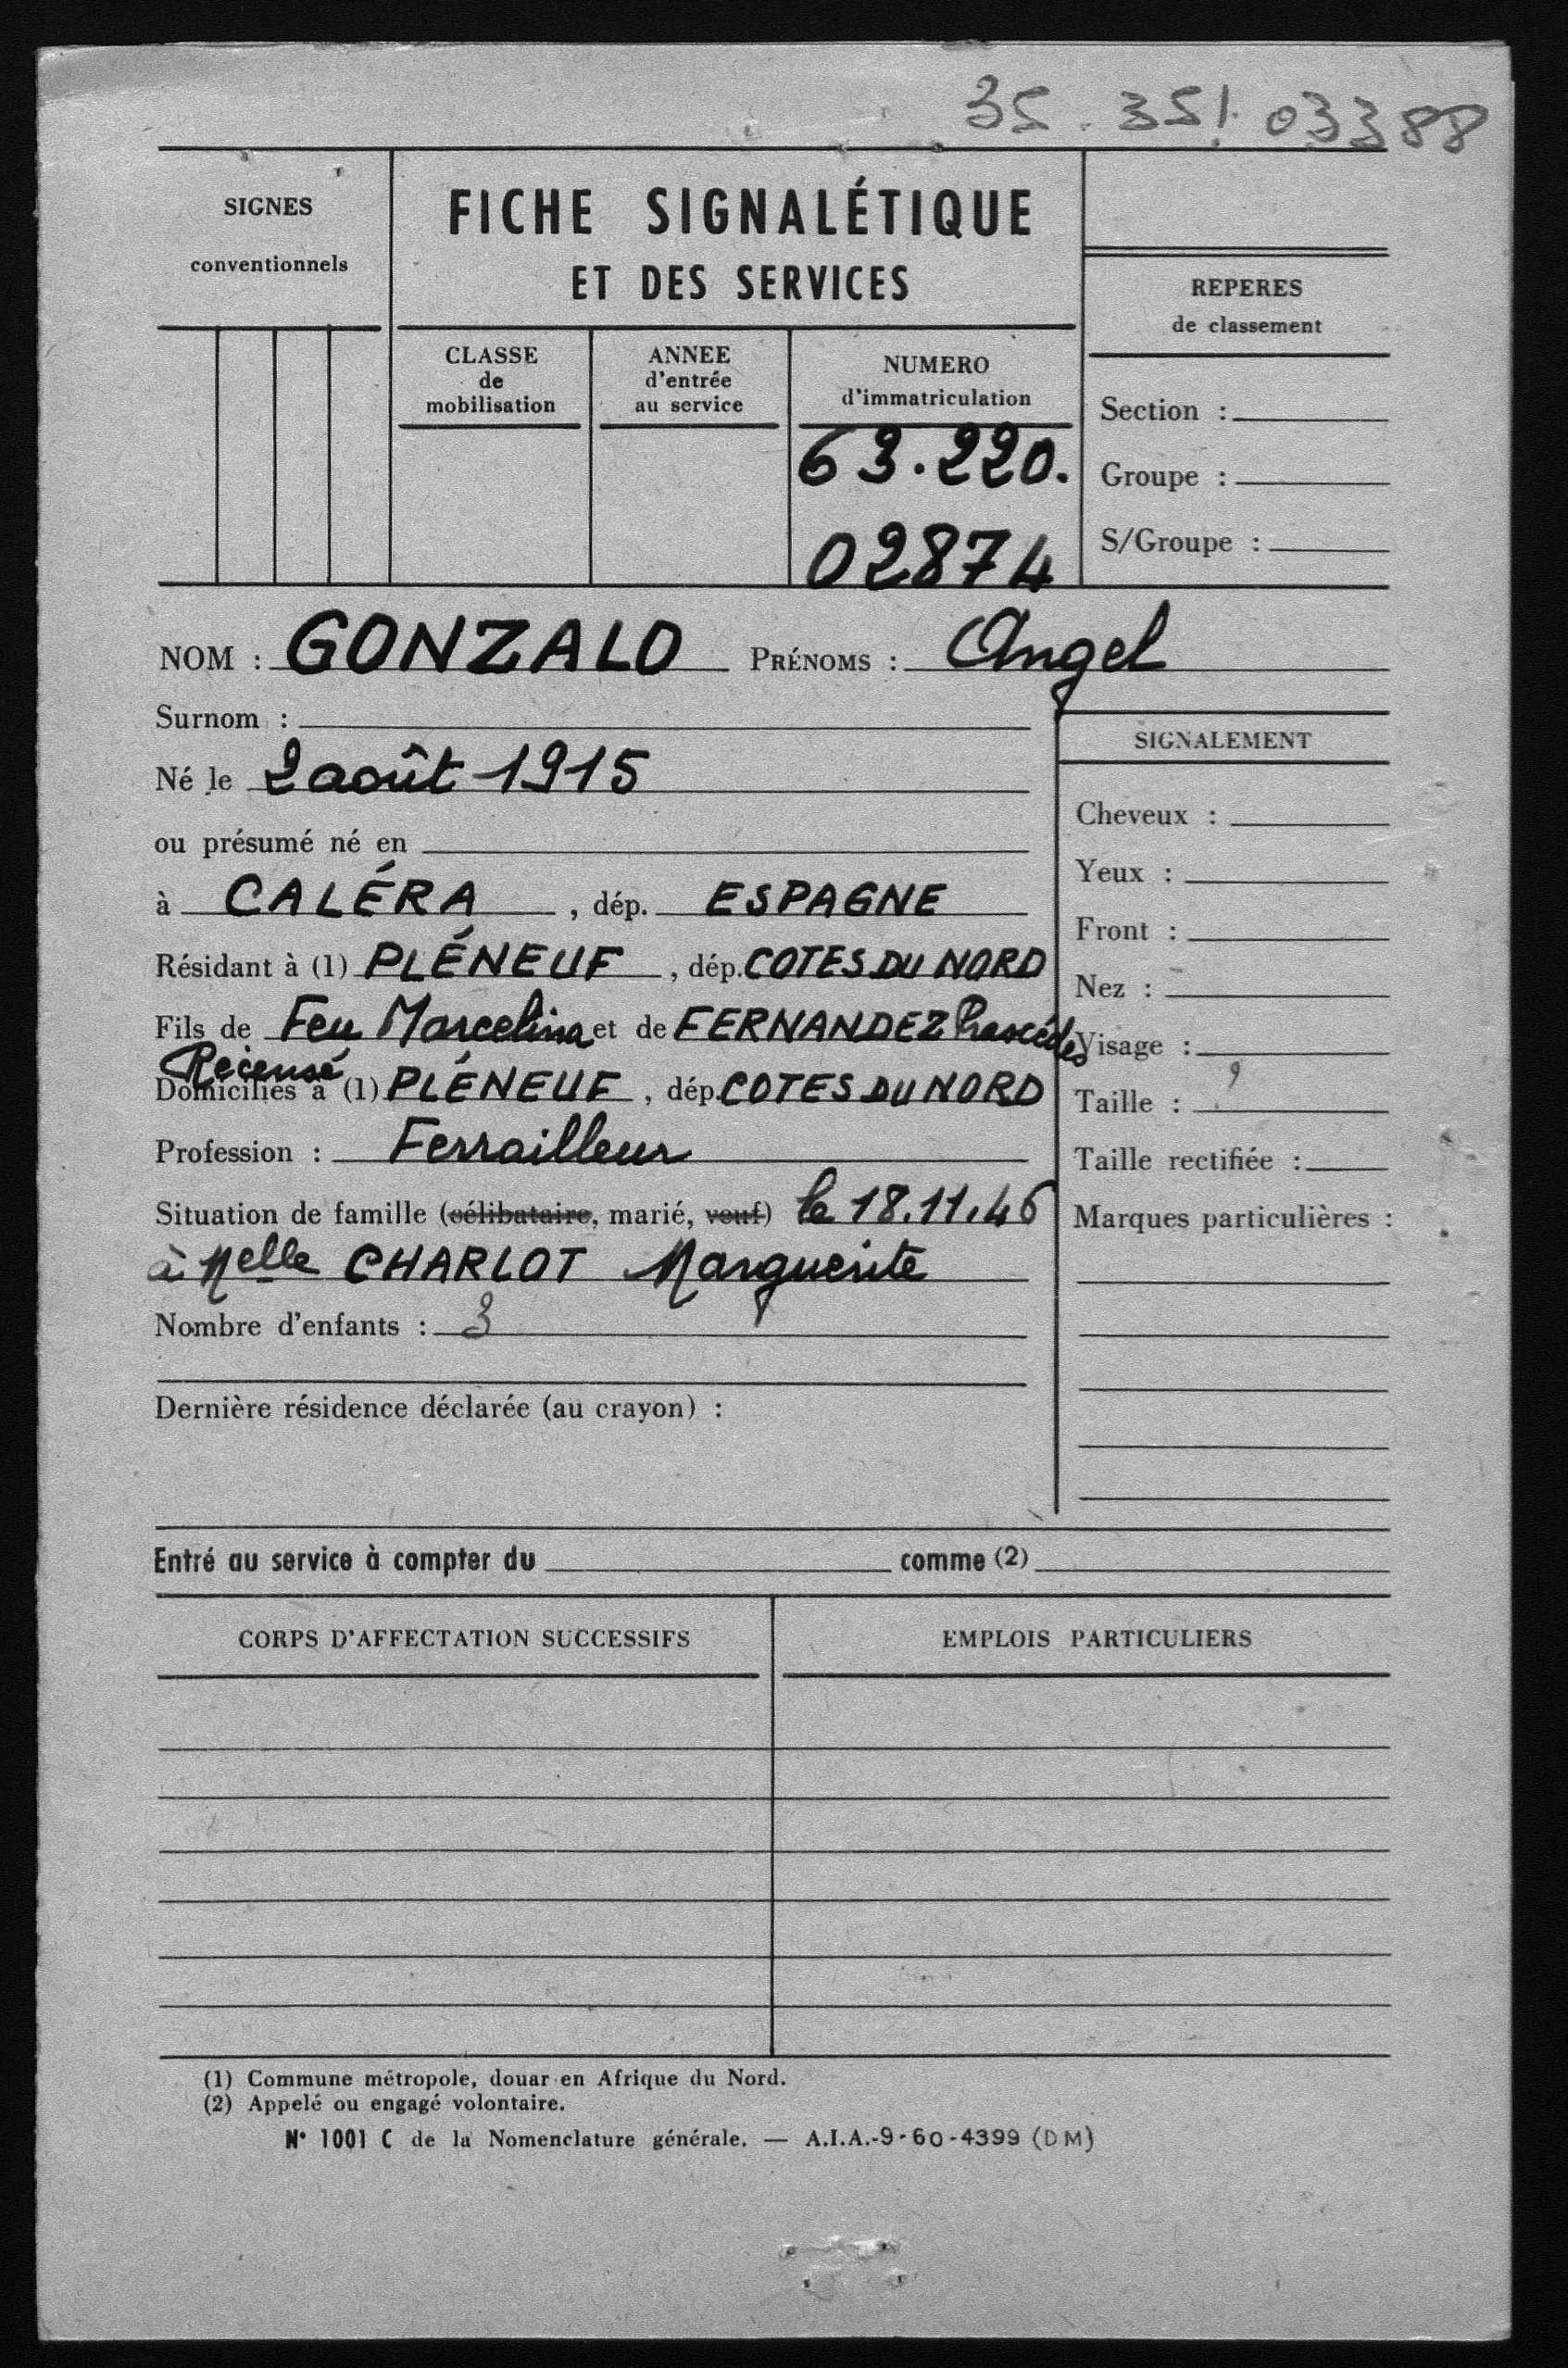 35. 351. 03388
SIGNES
conventionnels
FICHE SIGNALÉTIQUE
ET DES SERVICES
REPERES
de classement
CLASSE
de
mobilisation
ANNEE
d'entrée
au service
NUMERO
d'immatriculation
63.220.
02874
Section :
Groupe :
S/Groupe :
NOM : GONZALO PRÉNOMS : Angel
Surnom :
Né le 2 août 1915
ou présumé né en
à CALÉRA, dép. ESPAGNE
Résidant à (1) PLÉNEUF, dép. COTES DU NORD
Fils de Feu Marcelina et de FERNANDEZ
Recensé
Domiciliés à (1) PLÉNEUF, dép. COTES DU NORD
Profession : Ferrailleur
Situation de famille (célibataire, marié, veuf) le 18.11.46
à Melle CHARLOT Marguerite
Nombre d'enfants : 3
Dernière résidence déclarée (au crayon) :
SIGNALEMENT
Cheveux :
Yeux :
Front :
Nez :
Visage :
Taille :
Taille rectifiée :
Marques particulières :
Entré au service à compter du comme (2)
CORPS D'AFFECTATION SUCCESSIFS
EMPLOIS PARTICULIERS
(1) Commune métropole, douar en Afrique du Nord.
(2) Appelé ou engagé volontaire.
N° 1001 C de la Nomenclature générale. — A.I.A.-9-60-4399 (DM)